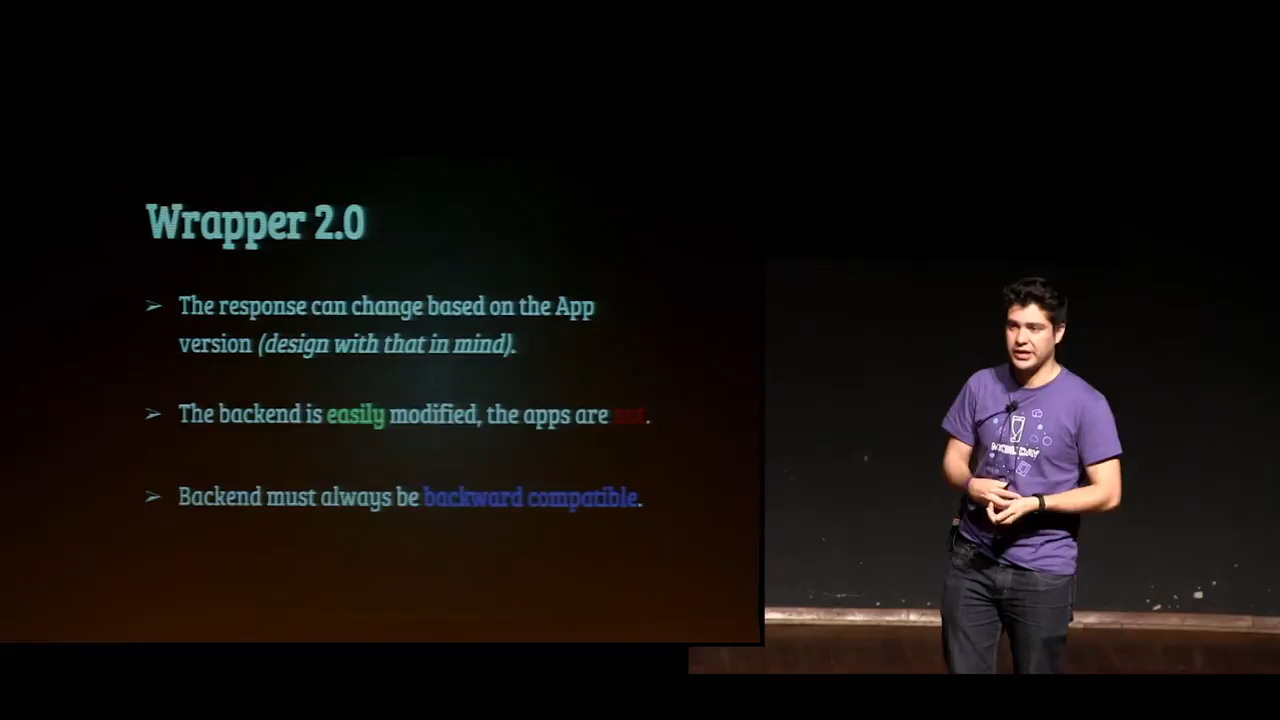 Wrapper 2.0
➢ The response can change based on the App
version (design with that in mind).
➢ The backend is easily modified, the apps are not.
➢ Backend must always be backward compatible.